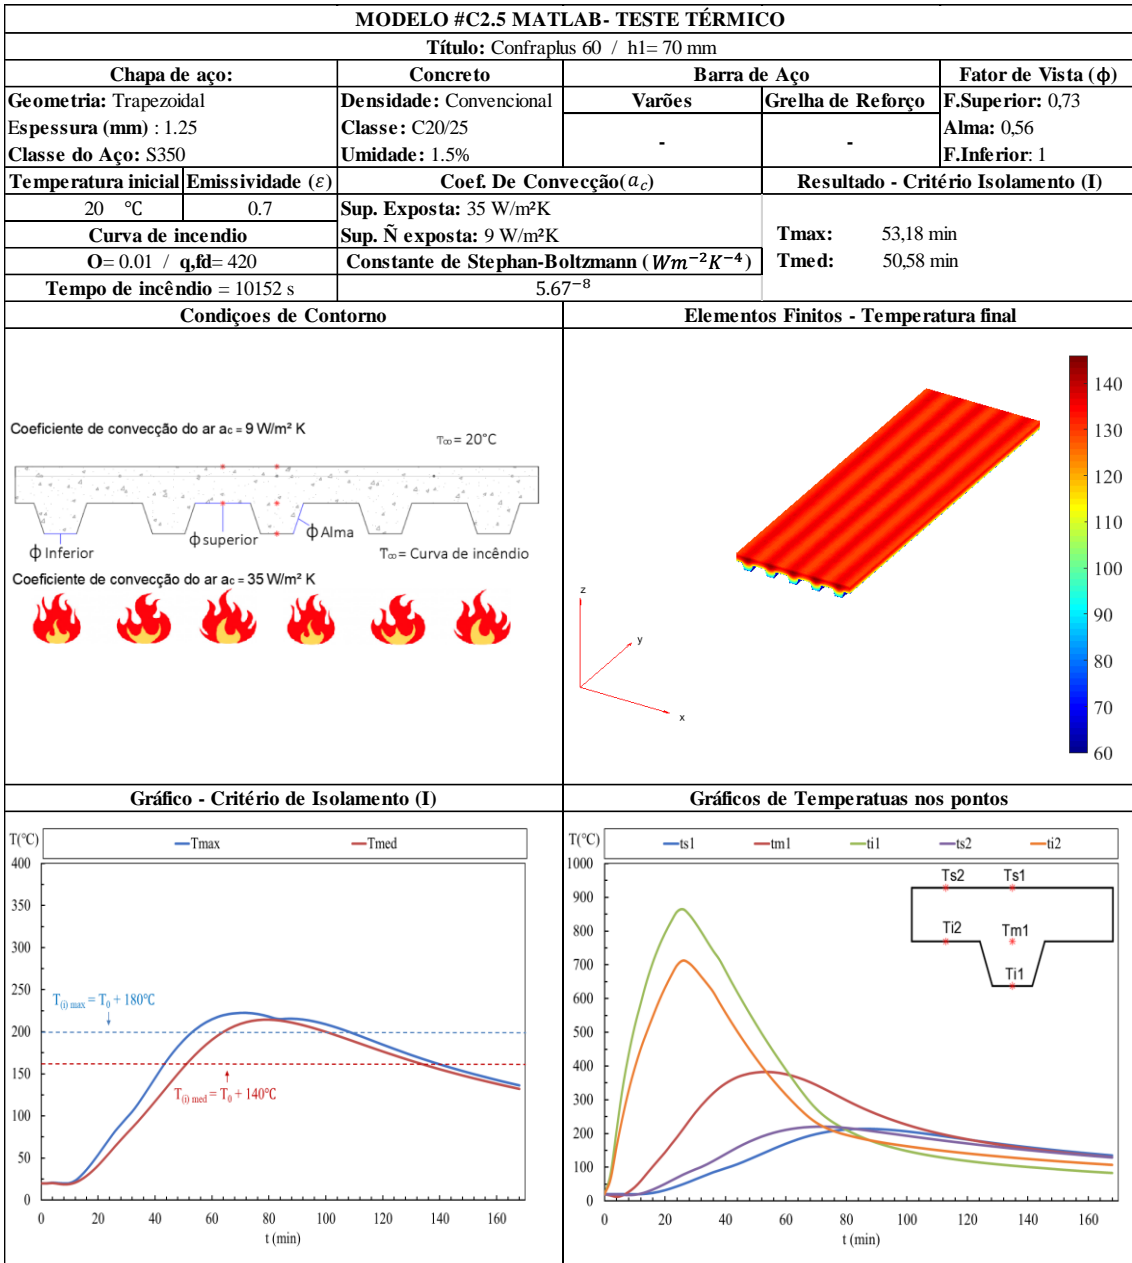 MODELO #C2.5 MATLAB- TESTE TÉRMICO
Título: Confraplus 60 / h1= 70 mm
Chapa de aço:
Concreto
Barra de Aço
Fator de Vista (ϕ)
Geometria: Trapezoidal
Espessura (mm) : 1.25
Classe do Aço: S350
Densidade: Convencional
Classe: C20/25
Umidade: 1.5%
Varões
-
Grelha de Reforço
-
F.Superior: 0,73
Alma: 0,56
F.Inferior: 1
Temperatura inicial
Emissividade (ε)
Coef. De Convecção(a_c)
Resultado - Critério Isolamento (I)
20 °C
0.7
Sup. Exposta: 35 W/m²K
Sup. Ñ exposta: 9 W/m²K
Curva de incendio
O= 0.01 / q,fd= 420
Tempo de incêndio = 10152 s
Constante de Stephan-Boltzmann (Wm⁻²K⁻⁴)
5.67⁻⁸
Tmax: 53,18 min
Tmed: 50,58 min
Condiçoes de Contorno
Elementos Finitos - Temperatura final
Coeficiente de convecção do ar ac = 9 W/m² K
T∞ = 20°C
ϕ Inferior
ϕ superior
ϕ Alma
T∞ = Curva de incêndio
Coeficiente de convecção do ar ac = 35 W/m² K
z
y
x
140
130
120
110
100
90
80
70
60
Gráfico - Critério de Isolamento (I)
Gráficos de Temperatuas nos pontos
T(°C)
Tmax
Tmed
400
350
300
250
200
150
100
50
0
T(i) max = T0 + 180°C
T(i) med = T0 + 140°C
0 20 40 60 80 100 120 140 160
t (min)
T(°C)
ts1
tm1
ti1
ts2
ti2
1000
900
800
700
600
500
400
300
200
100
0
Ts2
Ts1
Ti2
Tm1
Ti1
0 20 40 60 80 100 120 140 160
t (min)